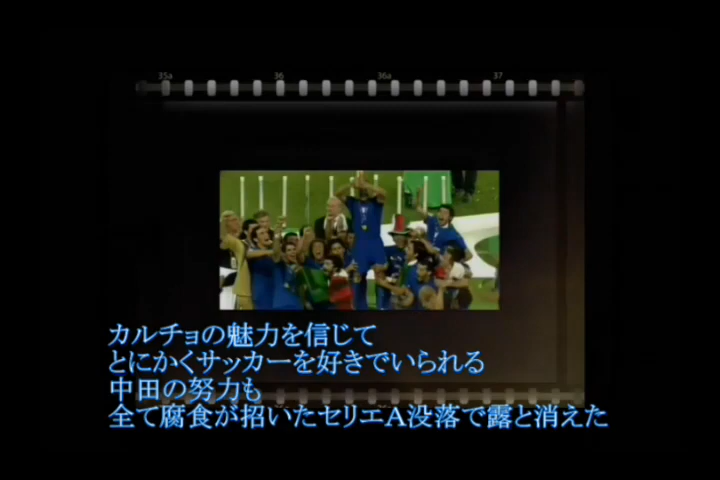 35a 36 36a 37
カルチョの魅力を信じて
とにかくサッカーを好きでいられる
中田の努力も
全て腐食が招いたセリエA没落で露と消えた